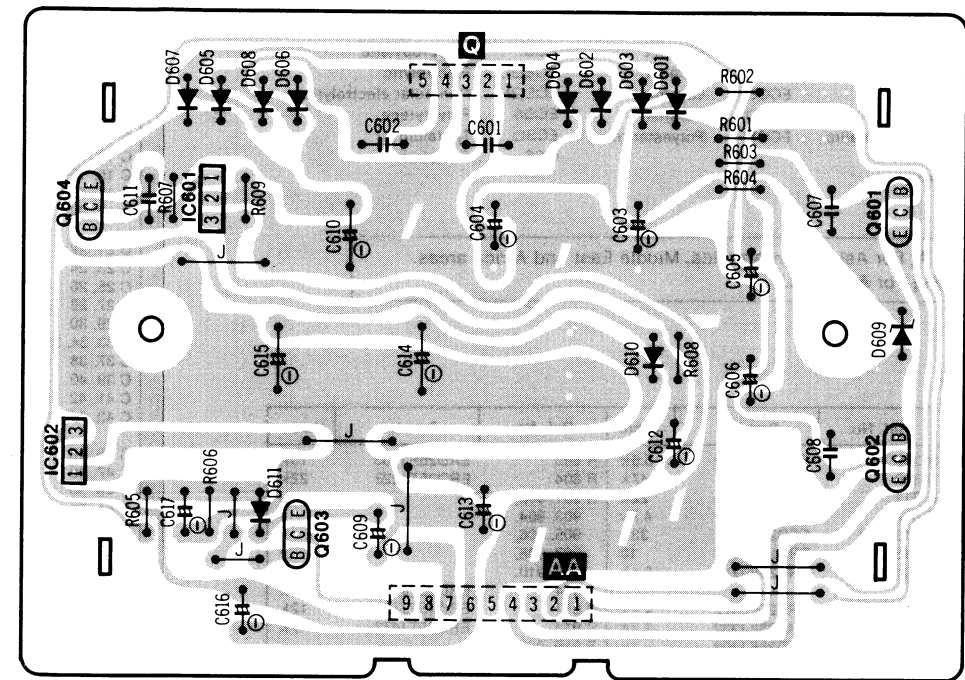 Q
D607 D605 D608 D606
5 4 3 2 1
D604 D602 D603 D601
R602
C602 C601
R601
R603
R604
Q604
B C E
C611
R607
IC601
3 2 1
R609
C610
C604
C603
C607
Q601
E C B
J
C605
C615
C614
D610
R608
D609
C606
IC602
1 2 3
J
C612
C608
Q602
E C B
R605
C617
R606
J
D611
Q603
B C E
C609
J
C613
J
AA
J
J
C616
9 8 7 6 5 4 3 2 1